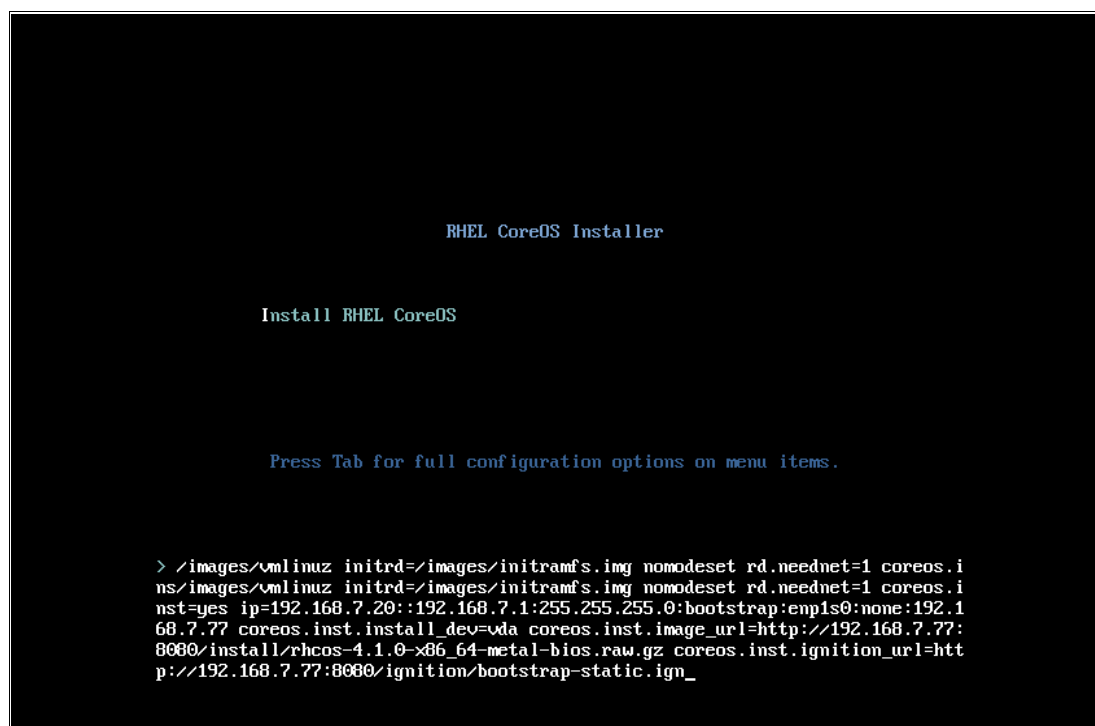 RHEL CoreOS Installer
Install RHEL CoreOS
Press Tab for full configuration options on menu items.
> /images/vmlinuz initrd=/images/initramfs.img nomodeset rd.neednet=1 coreos.i
ns/images/vmlinuz initrd=/images/initramfs.img nomodeset rd.neednet=1 coreos.i
nst=yes ip=192.168.7.20::192.168.7.1:255.255.255.0:bootstrap:enp1s0:none:192.1
68.7.77 coreos.inst.install_dev=vda coreos.inst.image_url=http://192.168.7.77:
8080/install/rhcos-4.1.0-x86_64-metal-bios.raw.gz coreos.inst.ignition_url=htt
p://192.168.7.77:8080/ignition/bootstrap-static.ign_